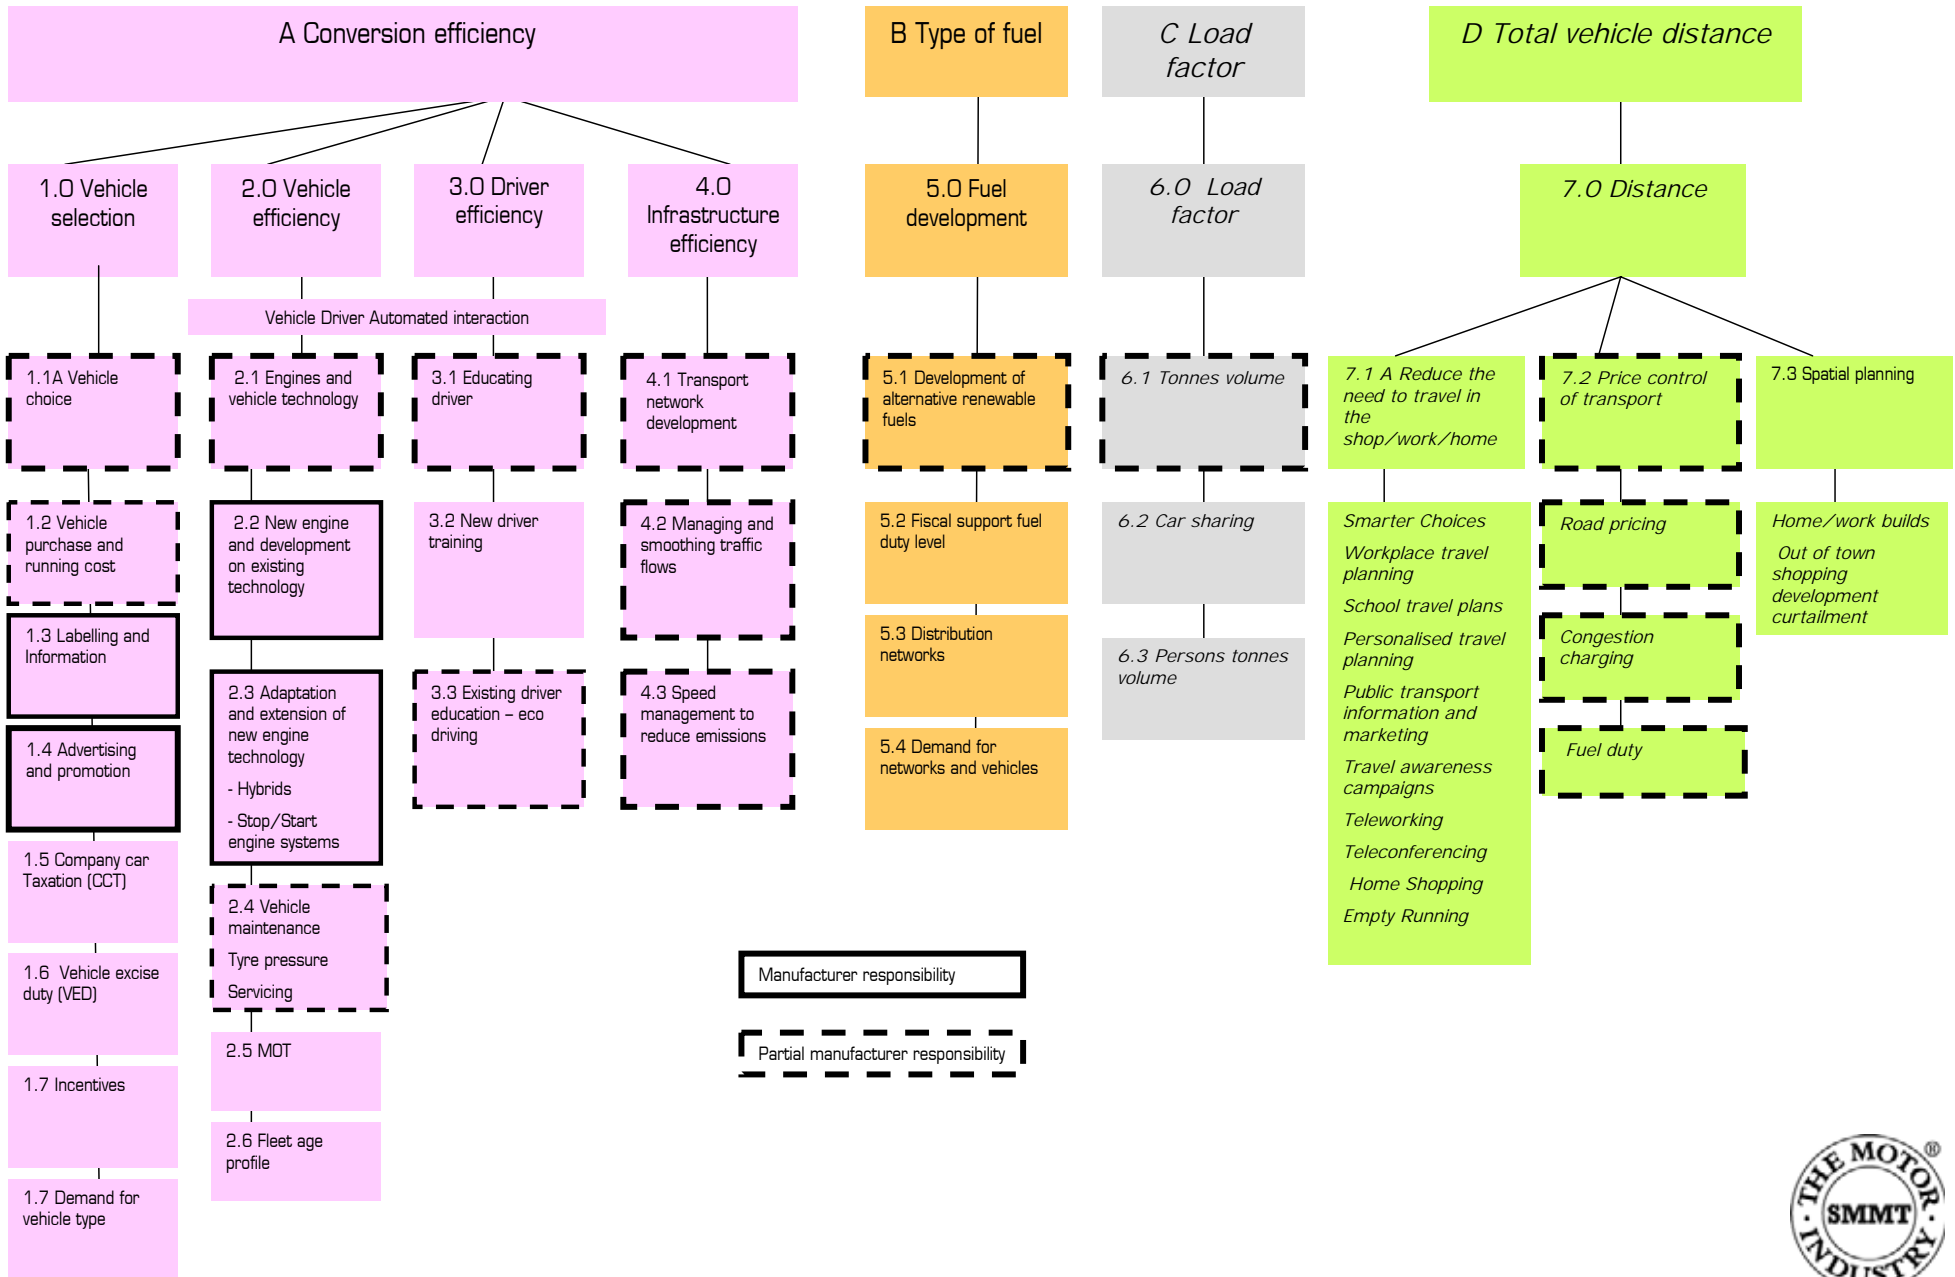 A Conversion efficiency
B Type of fuel
C Load
factor
D Total vehicle distance
1.0 Vehicle
selection
2.0 Vehicle
efficiency
3.0 Driver
efficiency
4.0
Infrastructure
efficiency
5.0 Fuel
development
6.0 Load
factor
7.0 Distance
Vehicle Driver Automated interaction
1.1A Vehicle
choice
1.2 Vehicle
purchase and
running cost
1.3 Labelling and
Information
1.4 Advertising
and promotion
1.5 Company car
Taxation (CCT)
1.6 Vehicle excise
duty (VED)
1.7 Incentives
1.7 Demand for
vehicle type
2.1 Engines and
vehicle technology
2.2 New engine
and development
on existing
technology
2.3 Adaptation
and extension of
new engine
technology
- Hybrids
- Stop/Start
engine systems
2.4 Vehicle
maintenance
Tyre pressure
Servicing
2.5 MOT
2.6 Fleet age
profile
3.1 Educating
driver
3.2 New driver
training
3.3 Existing driver
education – eco
driving
4.1 Transport
network
development
4.2 Managing and
smoothing traffic
flows
4.3 Speed
management to
reduce emissions
5.1 Development of
alternative renewable
fuels
5.2 Fiscal support fuel
duty level
5.3 Distribution
networks
5.4 Demand for
networks and vehicles
6.1 Tonnes volume
6.2 Car sharing
6.3 Persons tonnes
volume
7.1 A Reduce the
need to travel in
the
shop/work/home
Smarter Choices
Workplace travel
planning
School travel plans
Personalised travel
planning
Public transport
information and
marketing
Travel awareness
campaigns
Teleworking
Teleconferencing
Home Shopping
Empty Running
7.2 Price control
of transport
Road pricing
Congestion
charging
Fuel duty
7.3 Spatial planning
Home/work builds
Out of town
shopping
development
curtailment
Manufacturer responsibility
Partial manufacturer responsibility
THE MOTOR ®
SMMT
INDUSTRY